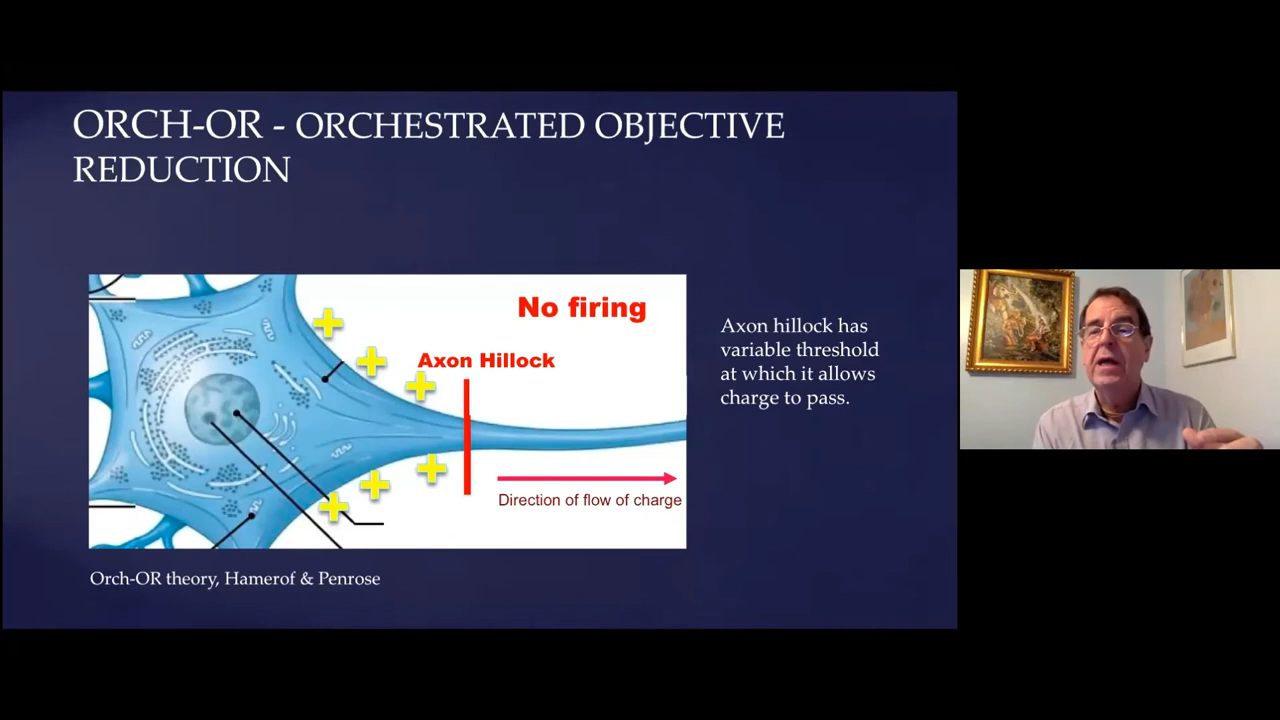 ORCH-OR - ORCHESTRATED OBJECTIVE
REDUCTION
No firing
Axon Hillock
Direction of flow of charge
Axon hillock has
variable threshold
at which it allows
charge to pass.
Orch-OR theory, Hamerof & Penrose